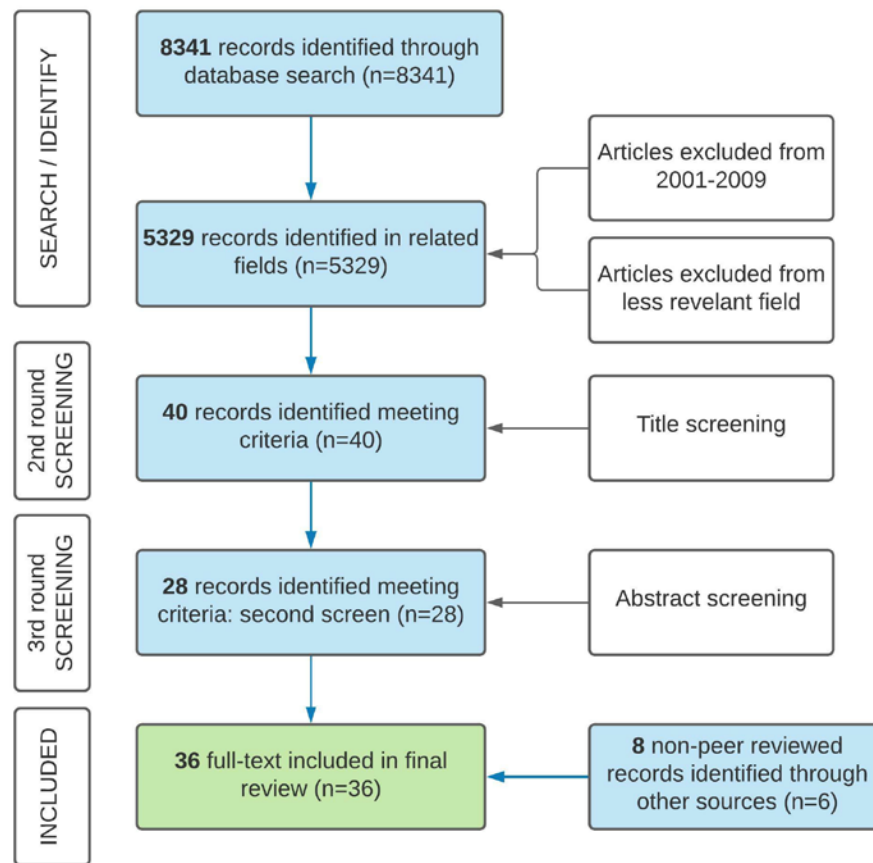 SEARCH / IDENTIFY
8341 records identified through
database search (n=8341)
Articles excluded from
2001-2009
5329 records identified in related
fields (n=5329)
Articles excluded from
less revelant field
2nd round
SCREENING
40 records identified meeting
criteria (n=40)
Title screening
3rd round
SCREENING
28 records identified meeting
criteria: second screen (n=28)
Abstract screening
INCLUDED
36 full-text included in final
review (n=36)
8 non-peer reviewed
records identified through
other sources (n=6)